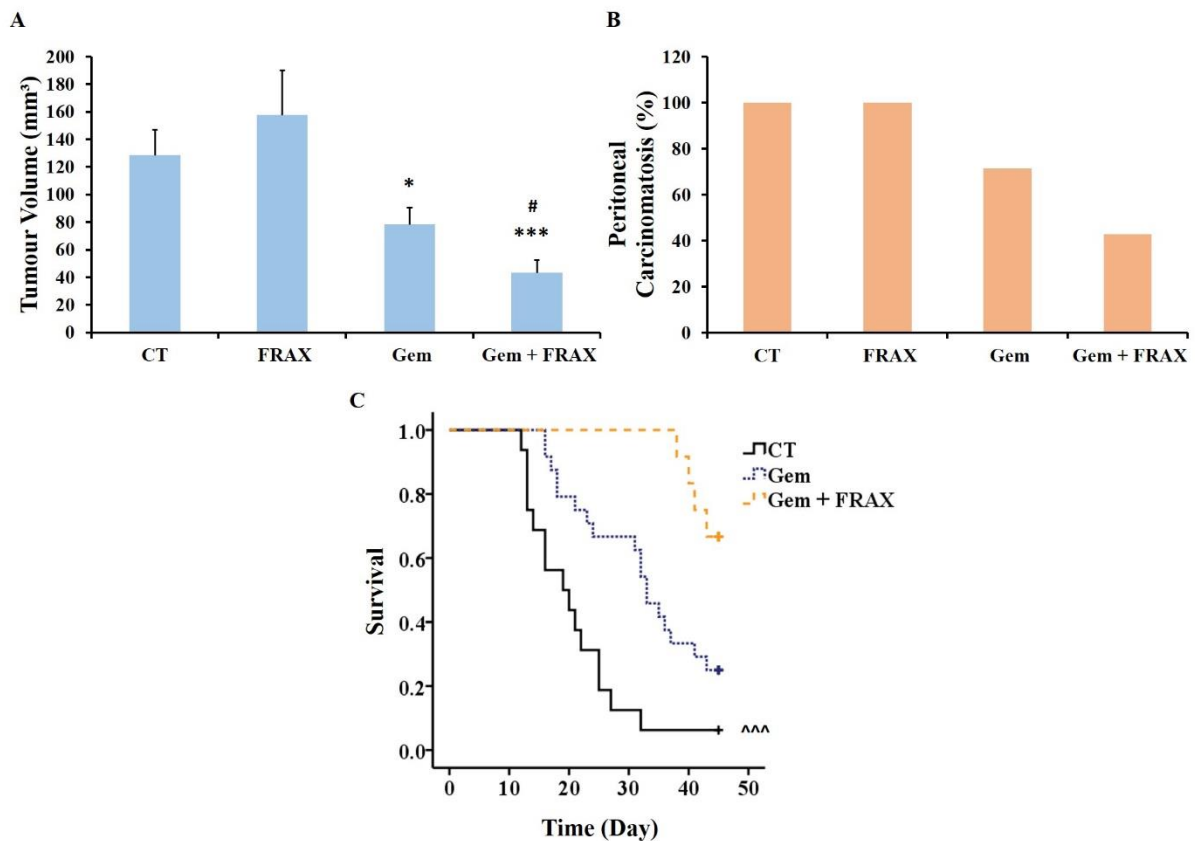 A
Tumour Volume (mm³)
200
180
160
140
120
100
80
60
40
20
0
*
#
***
CT FRAX Gem Gem + FRAX
B
Peritoneal
Carcinomatosis (%)
120
100
80
60
40
20
0
CT FRAX Gem Gem + FRAX
C
Survival
1.0
0.8
0.6
0.4
0.2
0.0
CT
Gem
Gem + FRAX
^^^
0 10 20 30 40 50
Time (Day)